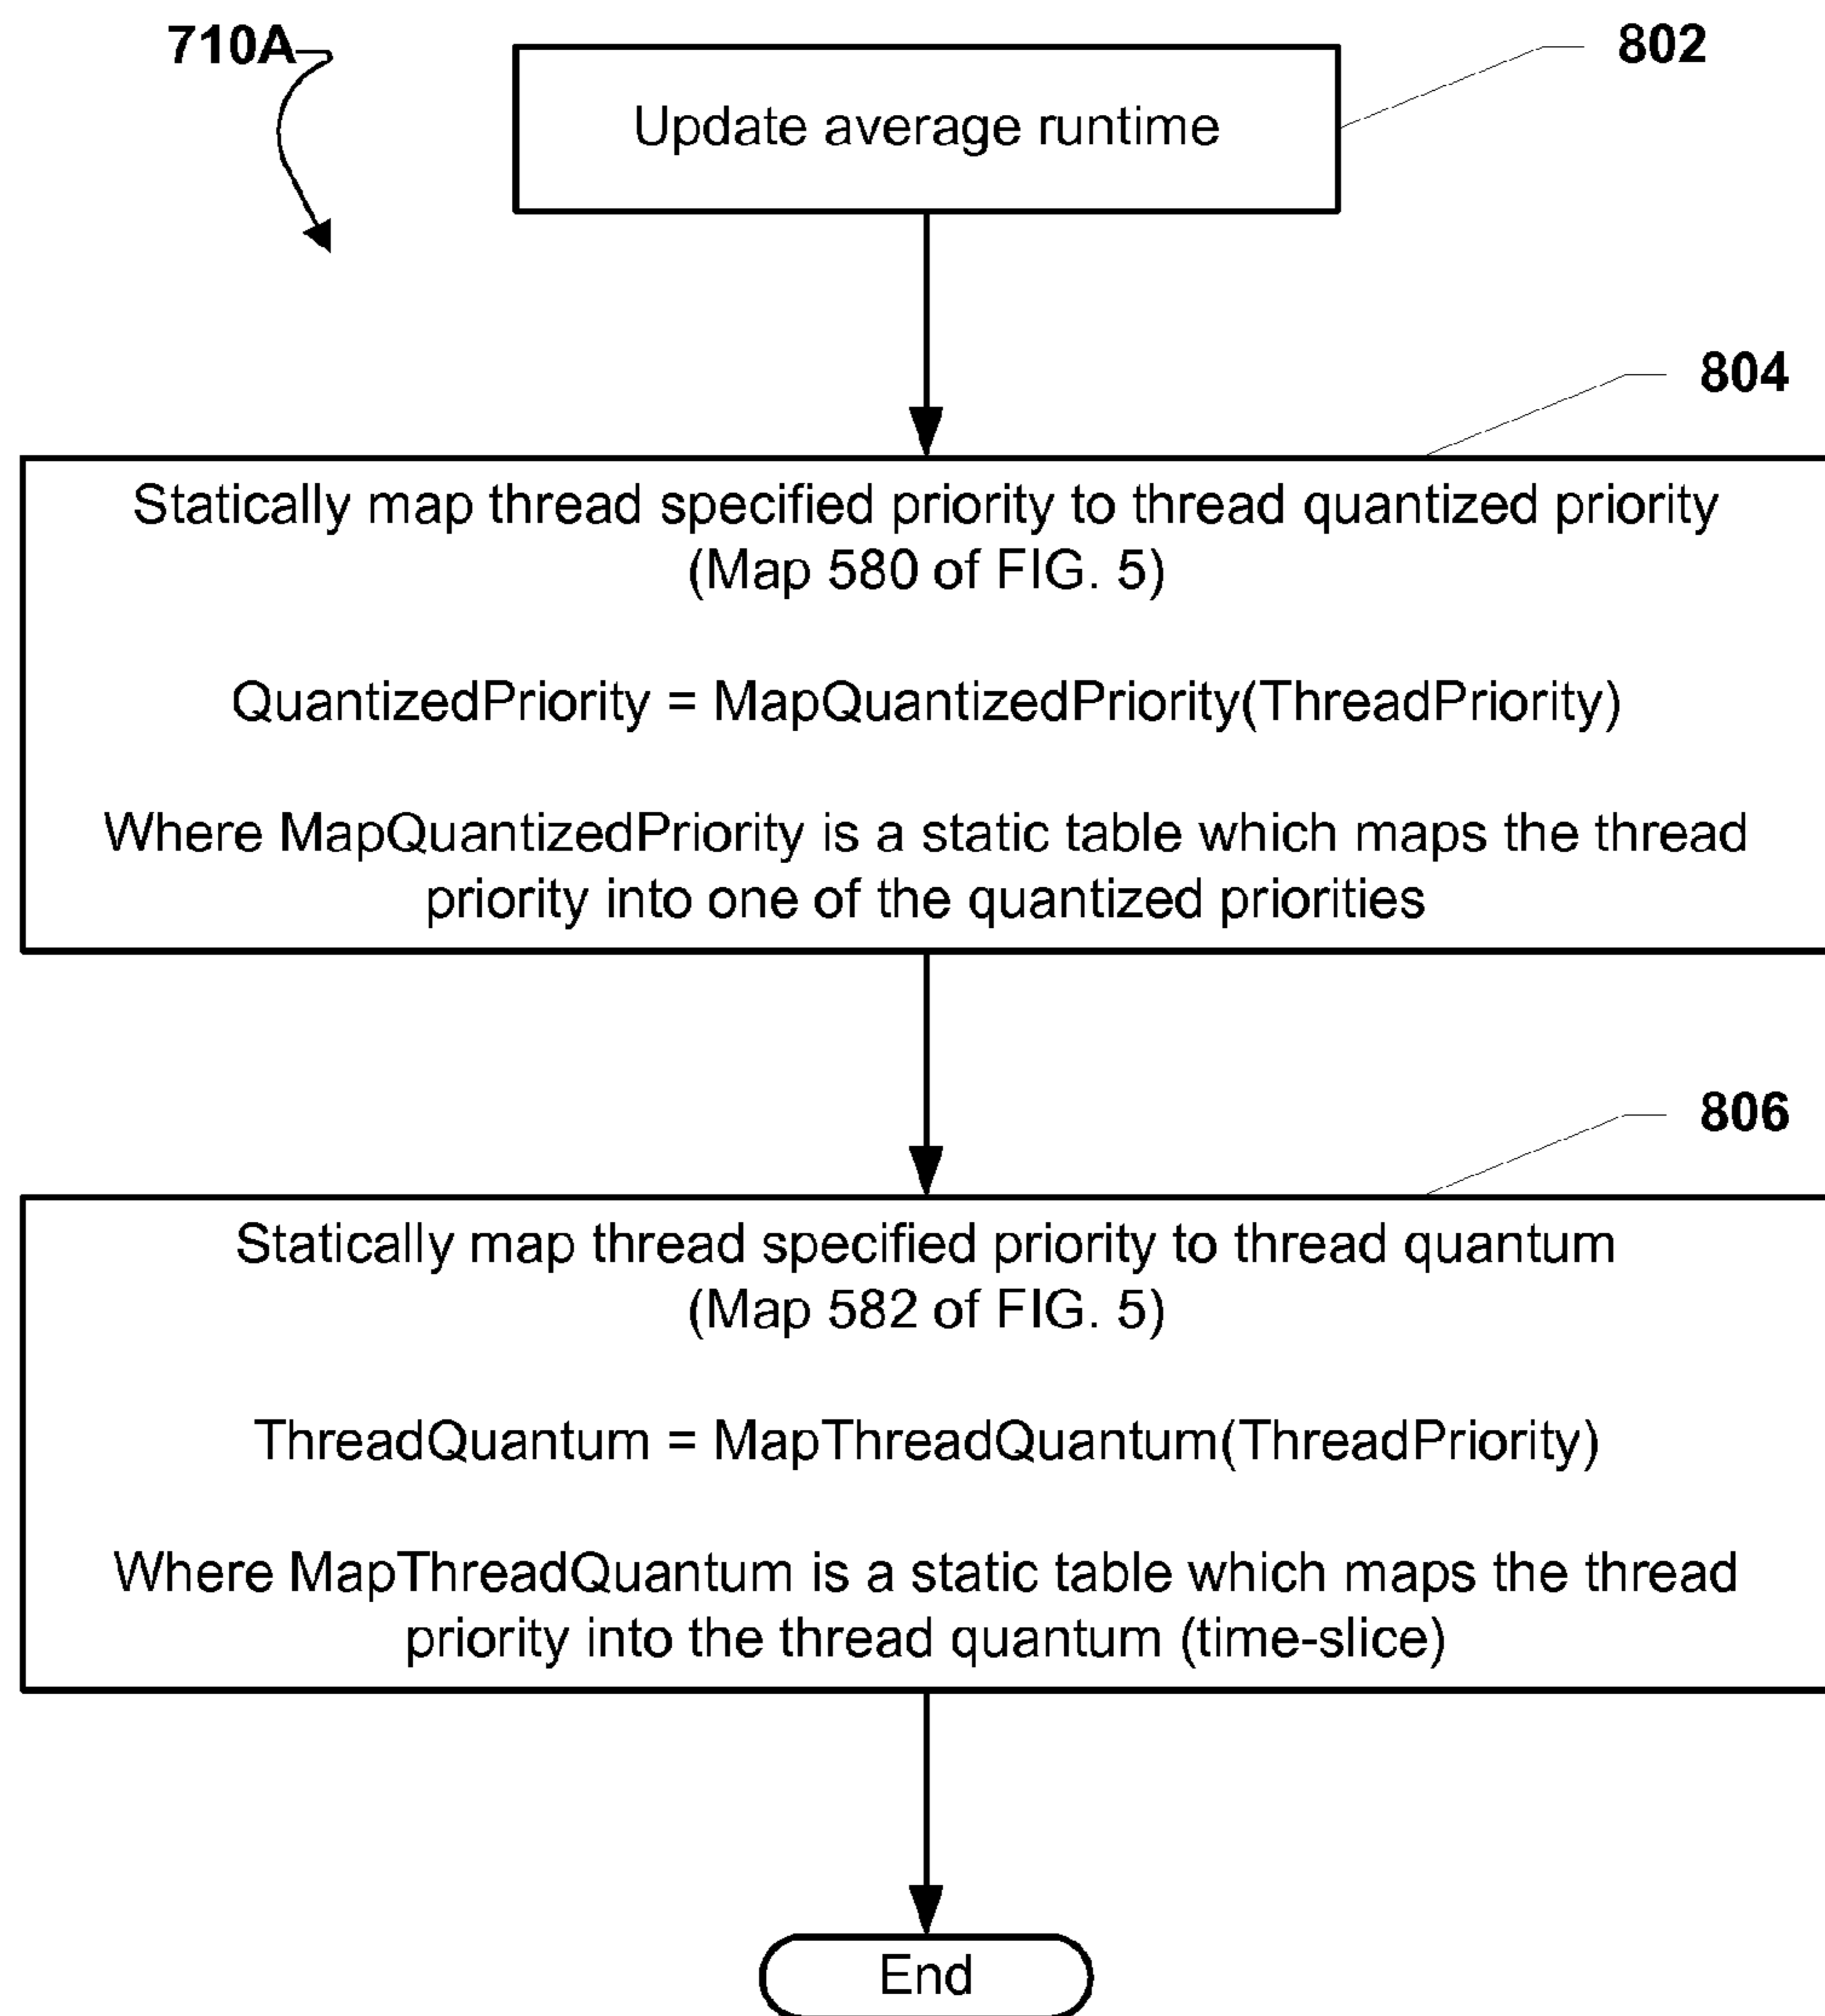 710A
802
Update average runtime
804
Statically map thread specified priority to thread quantized priority
(Map 580 of FIG. 5)
QuantizedPriority = MapQuantizedPriority(ThreadPriority)
Where MapQuantizedPriority is a static table which maps the thread
priority into one of the quantized priorities
806
Statically map thread specified priority to thread quantum
(Map 582 of FIG. 5)
ThreadQuantum = MapThreadQuantum(ThreadPriority)
Where MapThreadQuantum is a static table which maps the thread
priority into the thread quantum (time-slice)
End